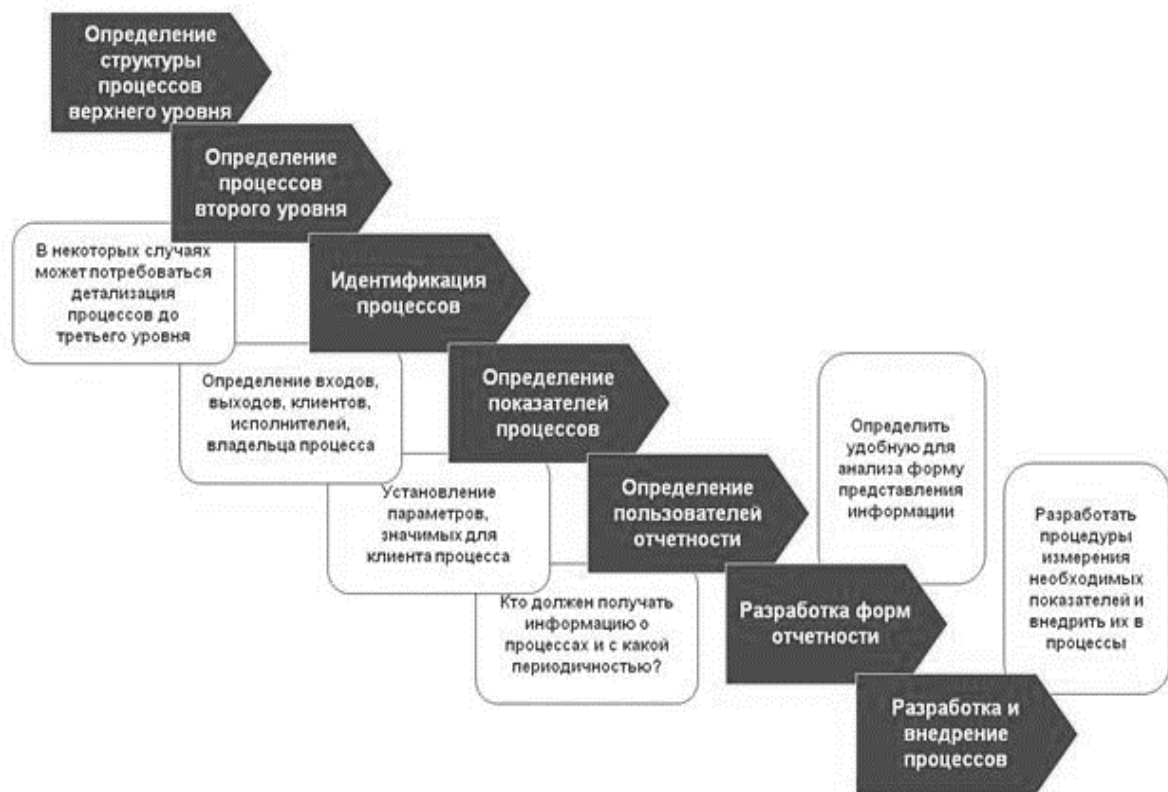 Определение
структуры
процессов
верхнего уровня
Определение
процессов
второго уровня
В некоторых случаях
может потребоваться
детализация
процессов до
третьего уровня
Идентификация
процессов
Определение входов,
выходов, клиентов,
исполнителей,
владельца процесса
Определение
показателей
процессов
Установление
параметров,
значимых для
клиента процесса
Определение
пользователей
отчетности
Кто должен получать
информацию о
процессах и с какой
периодичностью?
Разработка форм
отчетности
Определить
удобную для
анализа форму
представления
информации
Разработка и
внедрение
процессов
Разработать
процедуры
измерения
необходимых
показателей и
внедрить их в
процессы